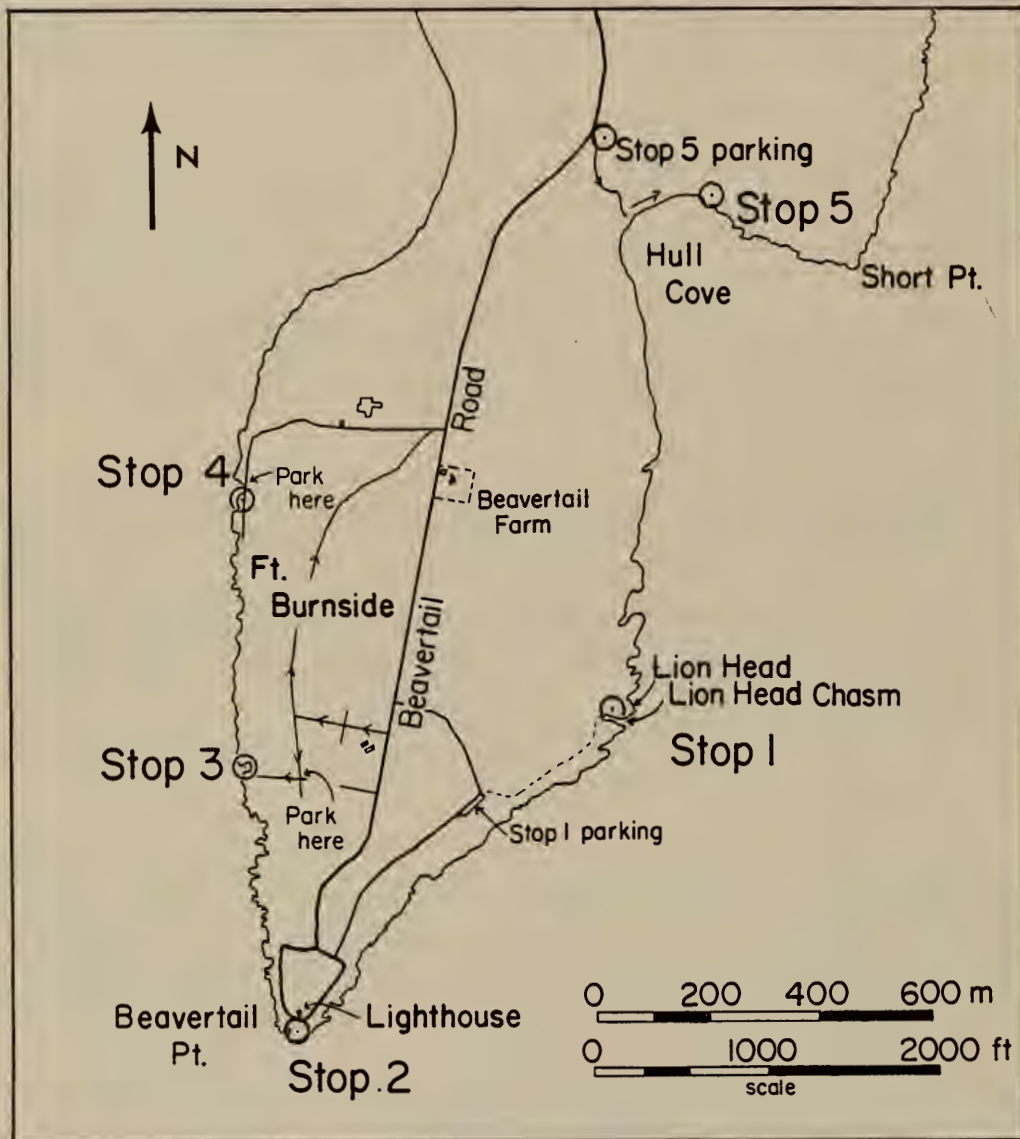 N
Stop 5 parking
Stop 5
Hull
Cove
Short Pt.
Road
Stop 4
Park
here
Beavertail
Farm
Ft.
Burnside
Beavertail
Lion Head
Lion Head Chasm
Stop 1
Stop 3
Park
here
Stop 1 parking
Beavertail
Pt.
Lighthouse
Stop . 2
0 200 400 600 m
0 1000 2000 ft
scale